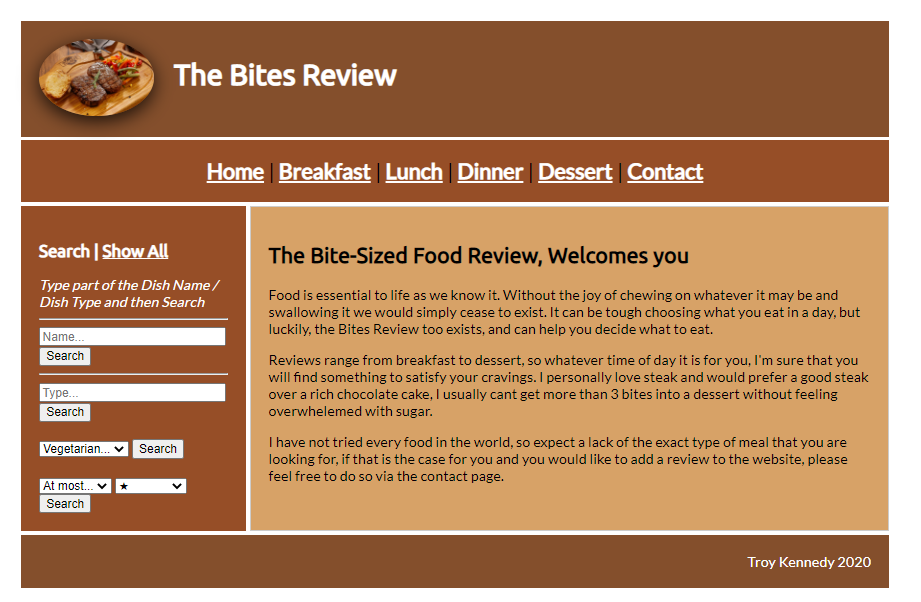 The Bites Review
Home | Breakfast | Lunch | Dinner | Dessert | Contact
Search | Show All
Type part of the Dish Name /
Dish Type and then Search
Name...
Search
Type...
Search
Vegetarian... Search
At most... ★
Search
The Bite-Sized Food Review, Welcomes you
Food is essential to life as we know it. Without the joy of chewing on whatever it may be and
swallowing it we would simply cease to exist. It can be tough choosing what you eat in a day, but
luckily, the Bites Review too exists, and can help you decide what to eat.
Reviews range from breakfast to dessert, so whatever time of day it is for you, I'm sure that you
will find something to satisfy your cravings. I personally love steak and would prefer a good steak
over a rich chocolate cake, I usually cant get more than 3 bites into a dessert without feeling
overwhelemed with sugar.
I have not tried every food in the world, so expect a lack of the exact type of meal that you are
looking for, if that is the case for you and you would like to add a review to the website, please
feel free to do so via the contact page.
Troy Kennedy 2020